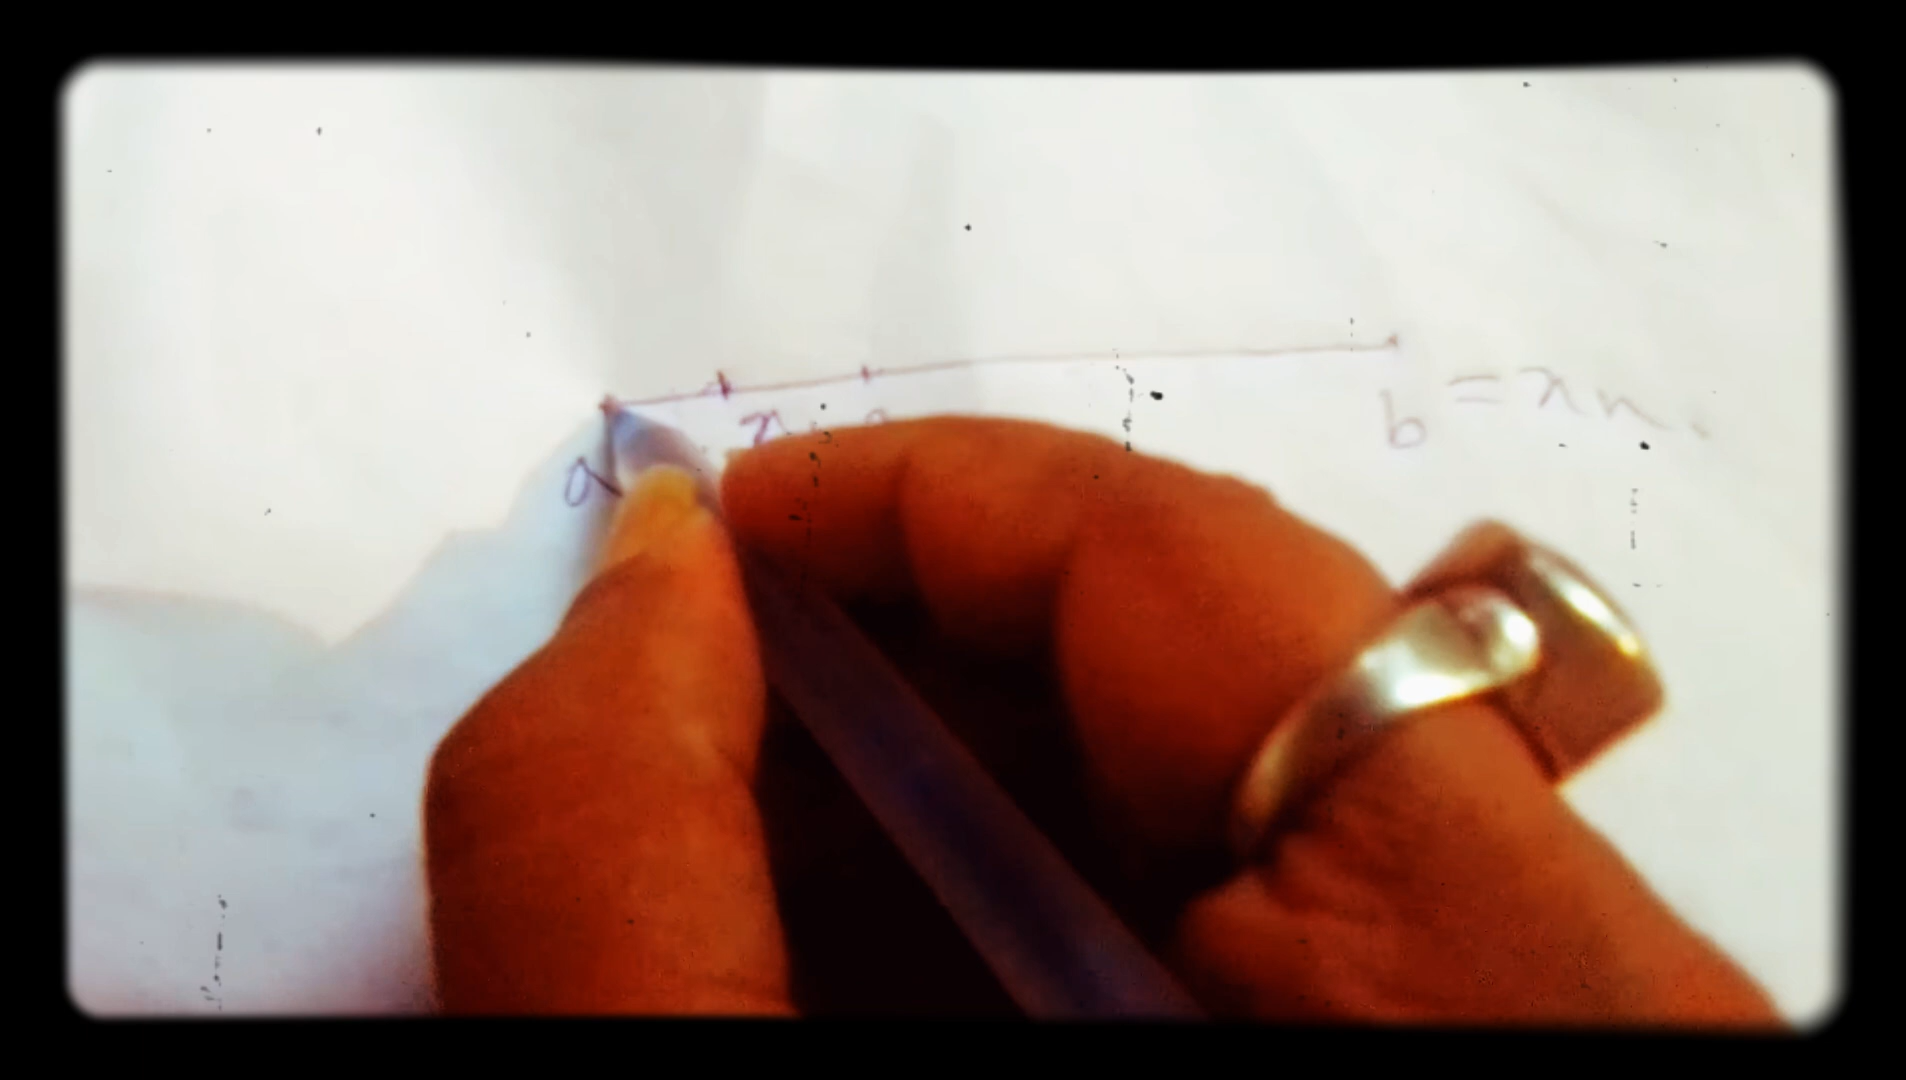 a x b = xn